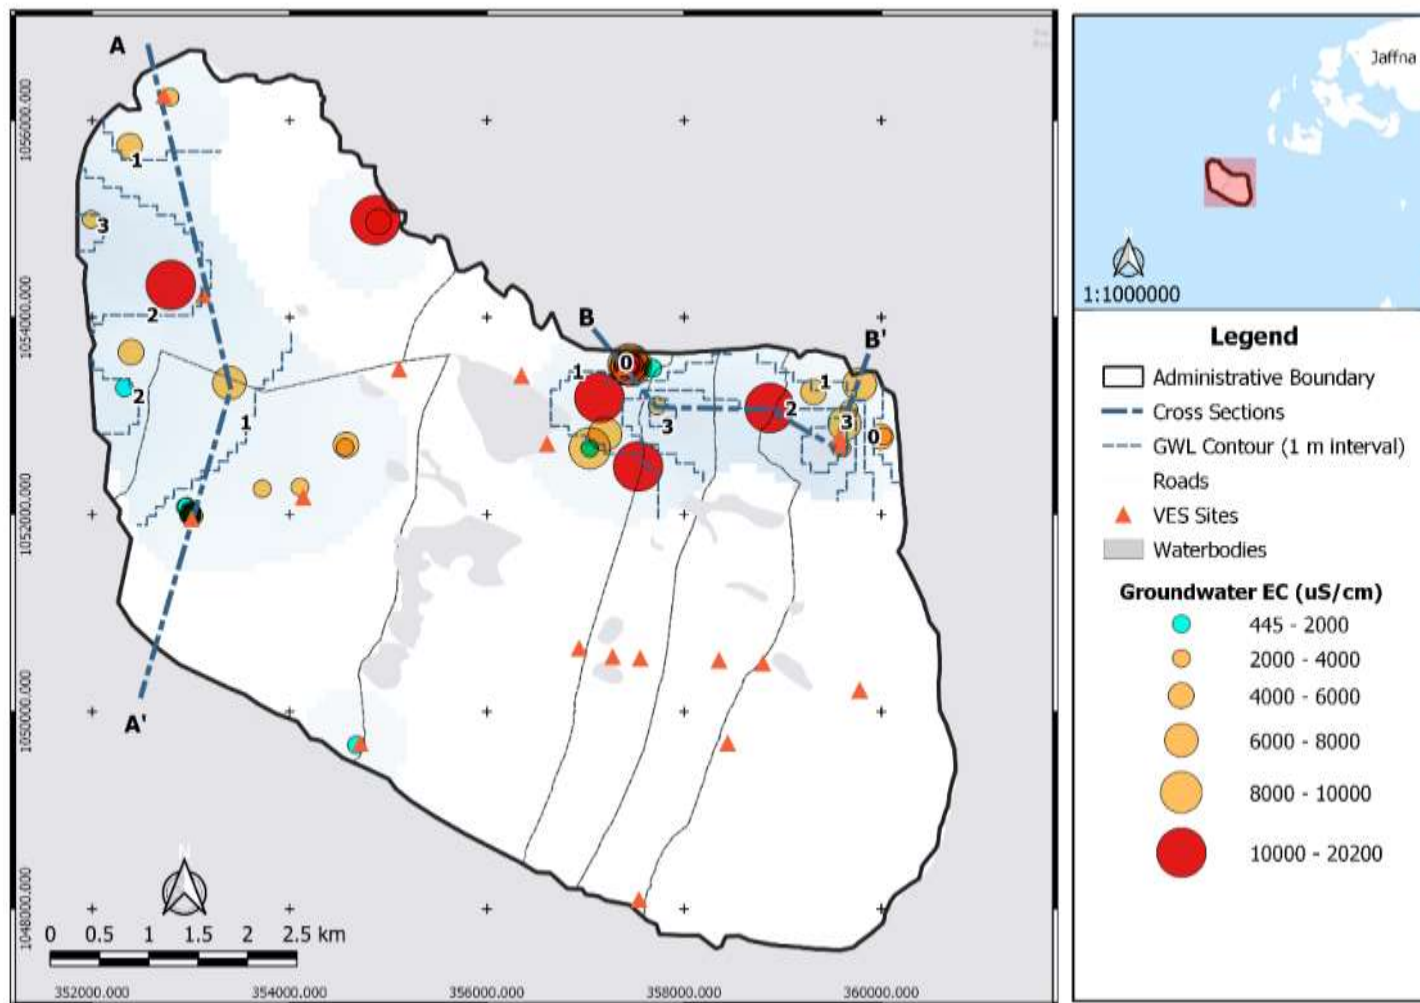 A
1056000.000
1
3
1054000.000
2
B
B'
0
1
1
2
2
3
3
0
1
1052000.000
1050000.000
A'
1048000.000
N
0 0.5 1 1.5 2 2.5 km
352000.000 354000.000 356000.000 358000.000 360000.000
Jaffna
N
1:1000000
Legend
Administrative Boundary
Cross Sections
GWL Contour (1 m interval)
Roads
VES Sites
Waterbodies
Groundwater EC (uS/cm)
445 - 2000
2000 - 4000
4000 - 6000
6000 - 8000
8000 - 10000
10000 - 20200